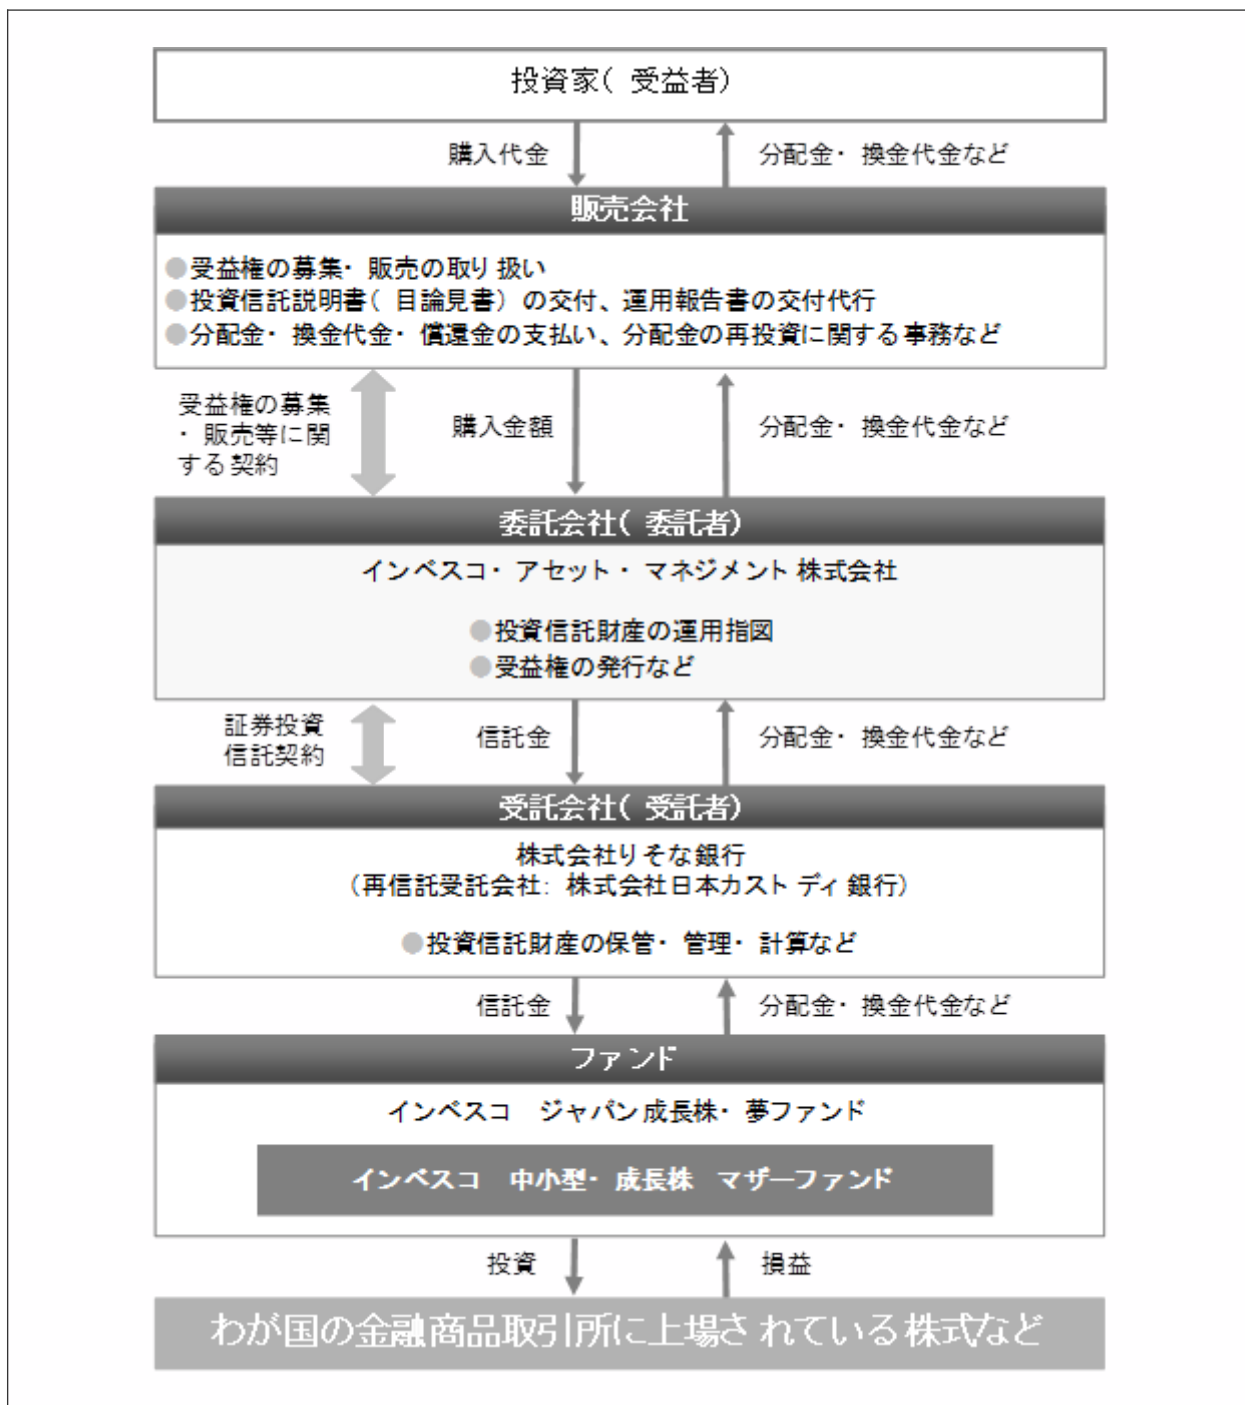 投資家(受益者)
購入代金
分配金・換金代金など
販売会社
●受益権の募集・販売の取り扱い
●投資信託説明書(目論見書)の交付、運用報告書の交付代行
●分配金・換金代金・償還金の支払い、分配金の再投資に関する事務など
受益権の募集
・販売等に関
する契約
購入金額
分配金・換金代金など
委託会社(委託者)
インベスコ・アセット・マネジメント株式会社
●投資信託財産の運用指図
●受益権の発行など
証券投資
信託契約
信託金
分配金・換金代金など
受託会社(受託者)
株式会社りそな銀行
(再信託受託会社:株式会社日本カストディ銀行)
●投資信託財産の保管・管理・計算など
信託金
分配金・換金代金など
ファンド
インベスコ ジャパン成長株・夢ファンド
インベスコ 中小型・成長株 マザーファンド
投資
損益
わが国の金融商品取引所に上場されている株式など